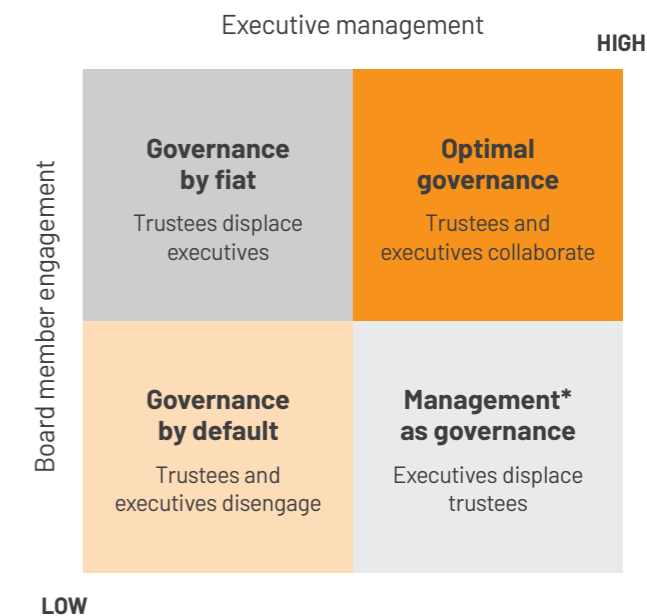 Executive management
HIGH
Board member engagement
Governance
by fiat
Trustees displace
executives
Optimal
governance
Trustees and
executives collaborate
Governance
by default
Trustees and
executives disengage
Management*
as governance
Executives displace
trustees
LOW